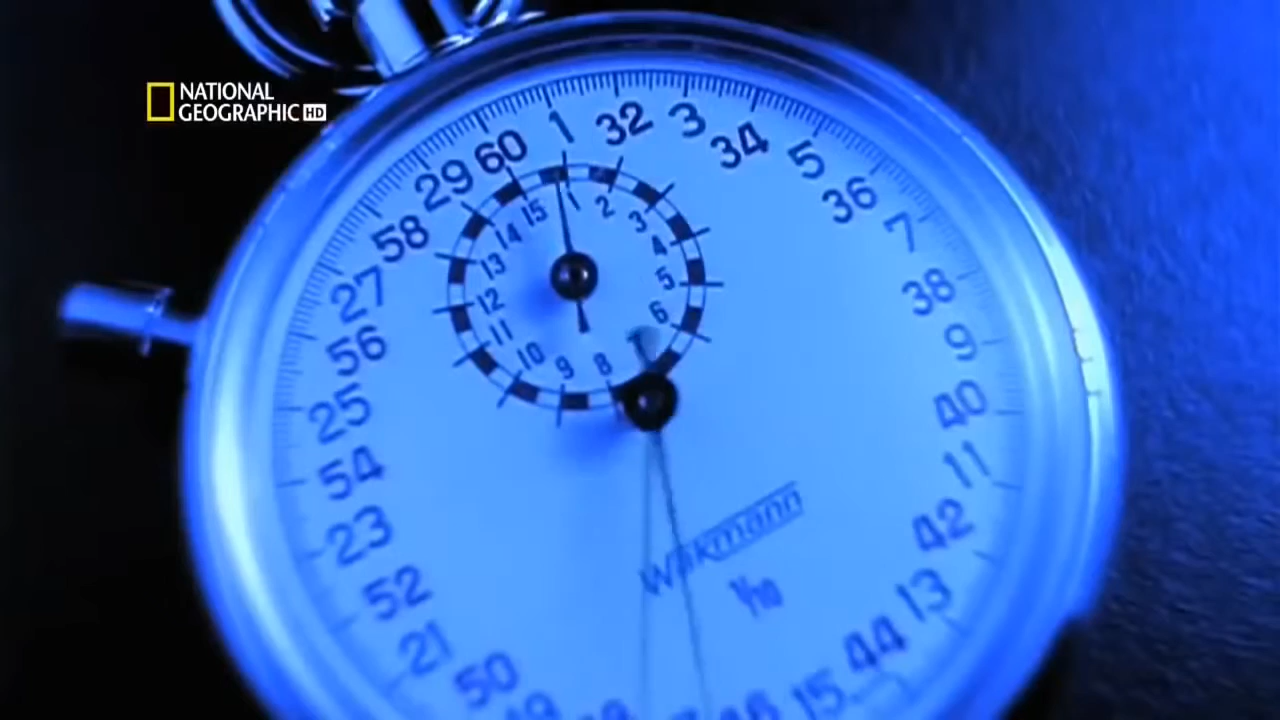 NATIONAL
GEOGRAPHIC HD
60 1 32 3 34 5 36 7 38 9 40 11 42 13 44 15 46
50 21 52 23 54 25 56 27 58 29
1 2 3 4 5 6 8 9 10 11 12 13 14 15
Wakmann
1/10